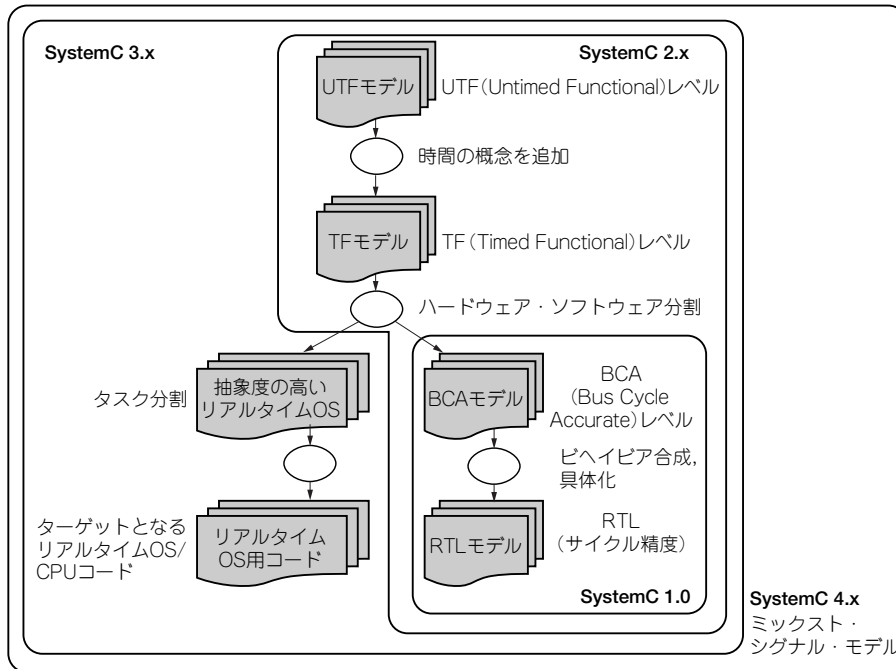 SystemC 3.x
SystemC 2.x
UTFモデル
UTF(Untimed Functional)レベル
時間の概念を追加
TFモデル
TF(Timed Functional)レベル
ハードウェア・ソフトウェア分割
タスク分割
抽象度の高い
リアルタイムOS
BCAモデル
BCA
(Bus Cycle
Accurate)レベル
ビヘイビア合成,
具体化
ターゲットとなる
リアルタイムOS/
CPUコード
リアルタイム
OS用コード
RTLモデル
RTL
(サイクル精度)
SystemC 1.0
SystemC 4.x
ミックスト・
シグナル・モデル